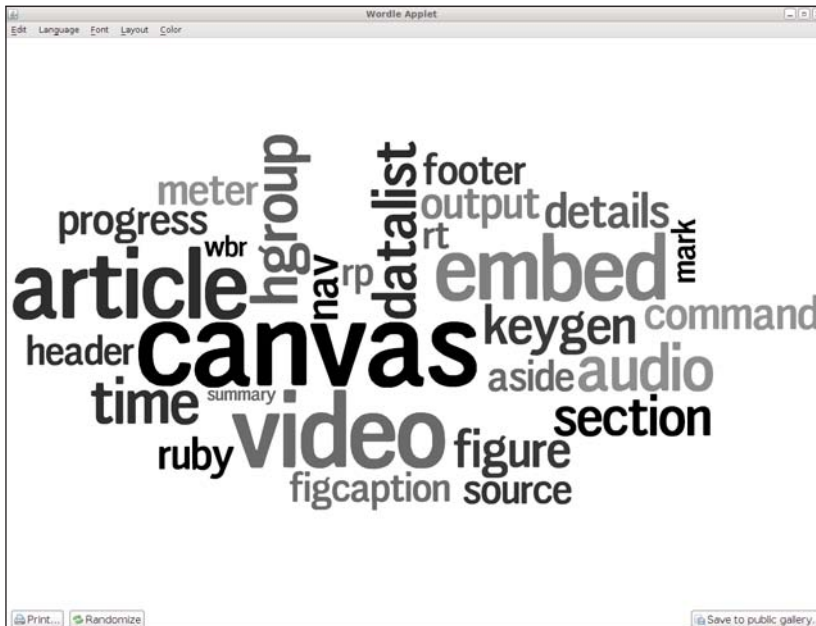 Wordle Applet
Edit Language Font Layout Color
hgroup
datalist
footer
meter
output
details
progress
rt
mark
wbr
nav
rp
embed
article
canvas
keygen
command
header
aside
audio
time
summary
video
section
ruby
figure
figcaption
source
Print... Randomize Save to public gallery.